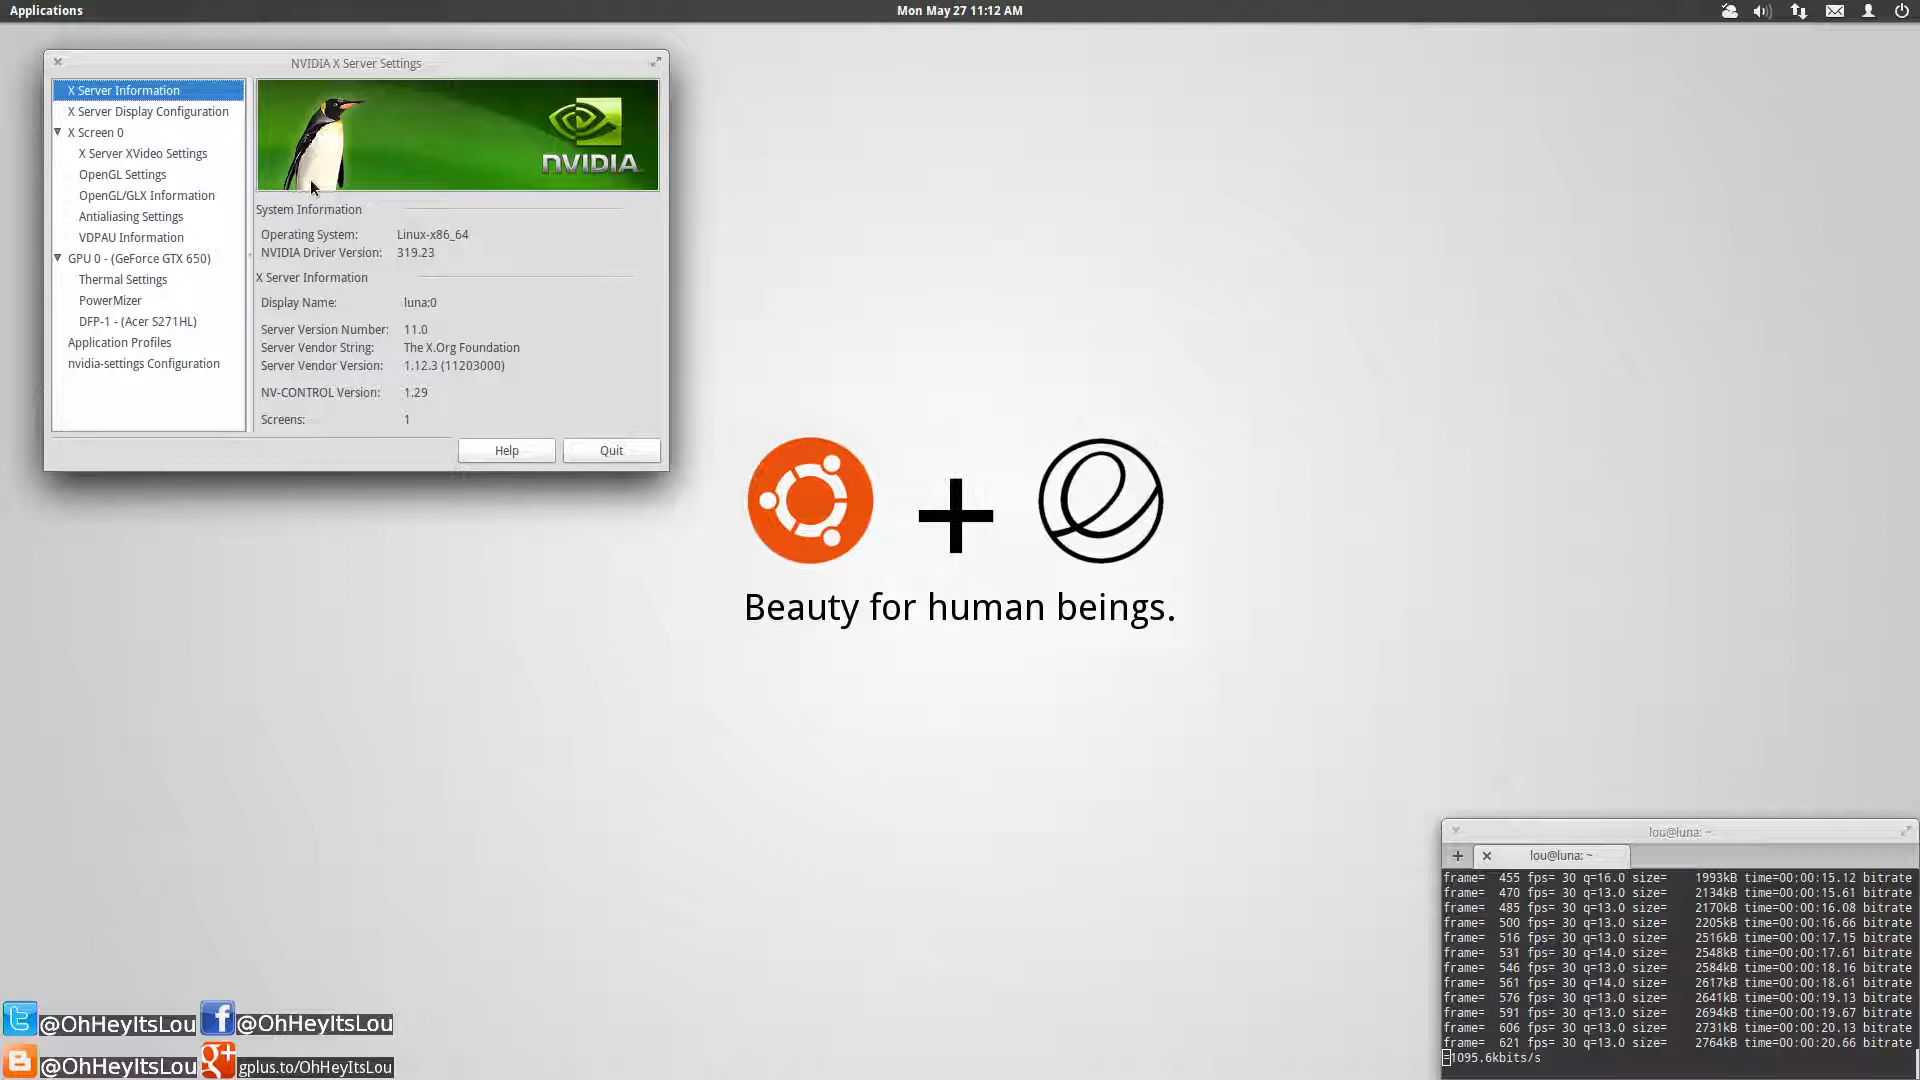 Applications
Mon May 27 11:12 AM
NVIDIA X Server Settings
X Server Information
X Server Display Configuration
X Screen 0
X Server XVideo Settings
OpenGL Settings
OpenGL/GLX Information
Antialiasing Settings
VDPAU Information
GPU 0 - (GeForce GTX 650)
Thermal Settings
PowerMizer
DFP-1 - (Acer S271HL)
Application Profiles
nvidia-settings Configuration
NVIDIA
System Information
Operating System: Linux-x86_64
NVIDIA Driver Version: 319.23
X Server Information
Display Name: luna:0
Server Version Number: 11.0
Server Vendor String: The X.Org Foundation
Server Vendor Version: 1.12.3 (11203000)
NV-CONTROL Version: 1.29
Screens: 1
Help
Quit
Beauty for human beings.
lou@luna: ~
lou@luna: ~
frame= 455 fps= 30 q=16.0 size= 1993kB time=00:00:15.12 bitrate
frame= 470 fps= 30 q=13.0 size= 2134kB time=00:00:15.61 bitrate
frame= 485 fps= 30 q=13.0 size= 2170kB time=00:00:16.08 bitrate
frame= 500 fps= 30 q=13.0 size= 2205kB time=00:00:16.66 bitrate
frame= 516 fps= 30 q=13.0 size= 2516kB time=00:00:17.15 bitrate
frame= 531 fps= 30 q=14.0 size= 2548kB time=00:00:17.61 bitrate
frame= 546 fps= 30 q=13.0 size= 2584kB time=00:00:18.16 bitrate
frame= 561 fps= 30 q=14.0 size= 2617kB time=00:00:18.61 bitrate
frame= 576 fps= 30 q=13.0 size= 2641kB time=00:00:19.13 bitrate
frame= 591 fps= 30 q=13.0 size= 2694kB time=00:00:19.67 bitrate
frame= 606 fps= 30 q=13.0 size= 2731kB time=00:00:20.13 bitrate
frame= 621 fps= 30 q=13.0 size= 2764kB time=00:00:20.66 bitrate
=1095.6kbits/s
@OhHeyItsLou
@OhHeyItsLou
@OhHeyItsLou
gplus.to/OhHeyItsLou